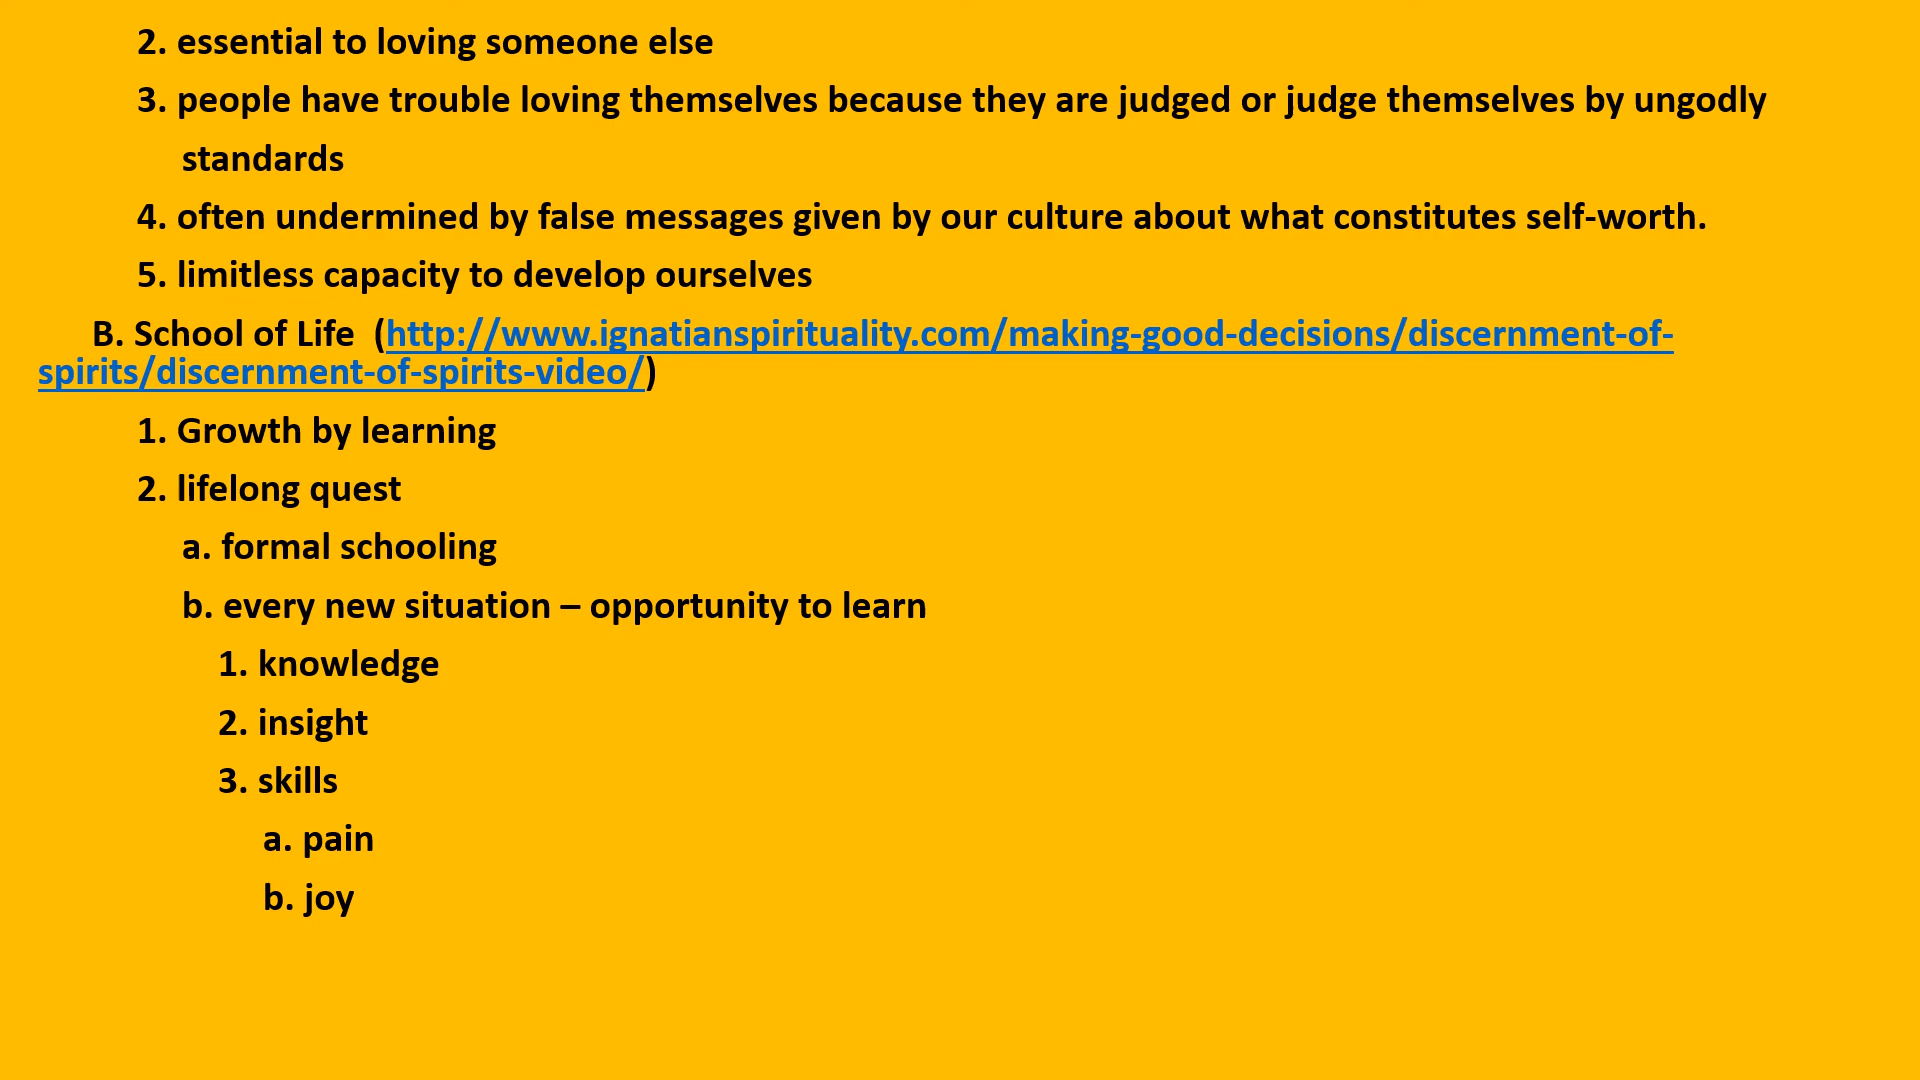 2. essential to loving someone else
3. people have trouble loving themselves because they are judged or judge themselves by ungodly
standards
4. often undermined by false messages given by our culture about what constitutes self-worth.
5. limitless capacity to develop ourselves
B. School of Life  (http://www.ignatianspirituality.com/making-good-decisions/discernment-of-
spirits/discernment-of-spirits-video/)
1. Growth by learning
2. lifelong quest
a. formal schooling
b. every new situation – opportunity to learn
1. knowledge
2. insight
3. skills
a. pain
b. joy